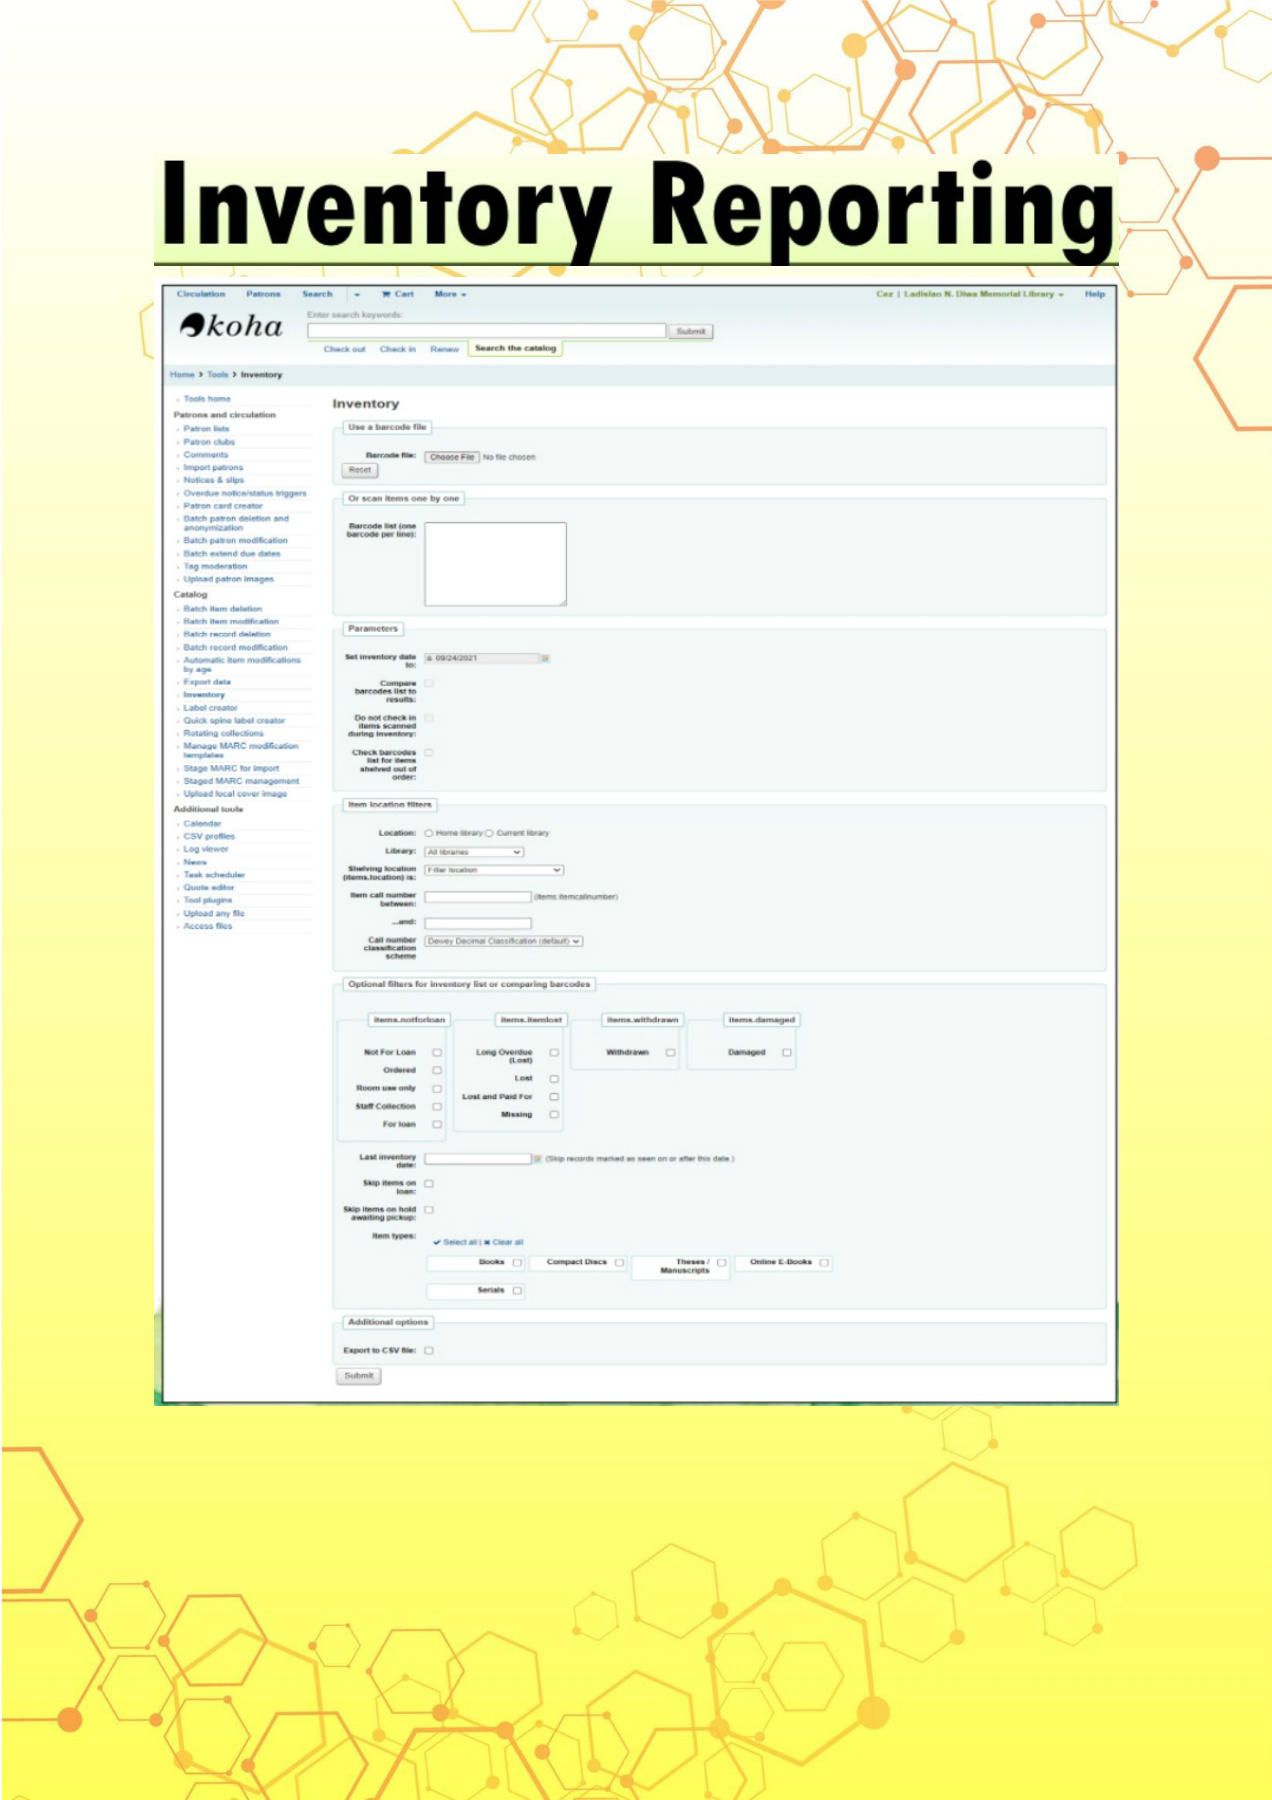 Inventory Reporting
Circulation Patrons Search Cart More Cez | Ladislao N. Diwa Memorial Library Help
koha
Enter search keywords:
Submit
Check out Check in Renew Search the catalog
Home > Tools > Inventory
Tools home
Patrons and circulation
Patron lists
Patron clubs
Comments
Import patrons
Notices & slips
Overdue notice/status triggers
Patron card creator
Batch patron deletion and
anonymization
Batch patron modification
Batch extend due dates
Tag moderation
Upload patron images
Catalog
Batch item deletion
Batch item modification
Batch record deletion
Batch record modification
Automatic item modifications
by age
Export data
Inventory
Label creator
Quick spine label creator
Rotating collections
Manage MARC modification
templates
Stage MARC for import
Staged MARC management
Upload local cover image
Additional tools
Calendar
CSV profiles
Log viewer
News
Task scheduler
Quote editor
Tool plugins
Upload any file
Access files
Inventory
Use a barcode file
Barcode file: Choose File No file chosen
Reset
Or scan items one by one
Barcode list (one
barcode per line):
Parameters
Set inventory date
to:
09/24/2021
Compare
barcodes list to
results:
Do not check in
items scanned
during inventory:
Check barcodes
list for items
shelved out of
order:
Item location filters
Location: Home library Current library
Library: All libraries
Shelving location
(items.location) is:
Filter location
Item call number
between:
(items.itemcallnumber)
...and:
Call number
classification
scheme
Dewey Decimal Classification (default)
Optional filters for inventory list or comparing barcodes
items.notforloan items.itemlost items.withdrawn items.damaged
Not For Loan
Ordered
Room use only
Staff Collection
For loan
Long Overdue
(Lost)
Lost
Lost and Paid For
Missing
Withdrawn
Damaged
Last inventory
date:
(Skip records marked as seen on or after this date.)
Skip items on
loan:
Skip items on hold
awaiting pickup:
Item types:
Select all | Clear all
Books Compact Discs Theses /
Manuscripts
Online E-Books
Serials
Additional options
Export to CSV file:
Submit